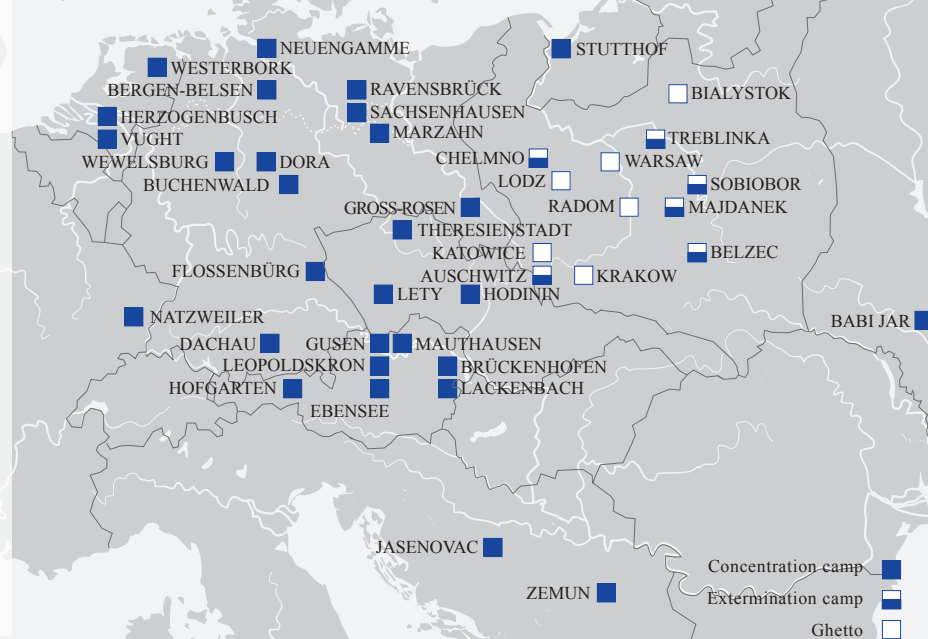 NEUENGAMME
STUTTHOF
WESTERBORK
BERGEN-BELSEN
RAVENSBRÜCK
BIALYSTOK
SACHSENHAUSEN
HERZOGENBUSCH
MARZAHN
VUGHT
TREBLINKA
WEWELSBURG
DORA
CHELMNO
WARSAW
BUCHENWALD
LODZ
SOBIOBOR
GROSS-ROSEN
RADOM
MAJDANEK
THERESIENSTADT
KATOWICE
BELZEC
FLOSSENBÜRG
AUSCHWITZ
KRAKOW
LETY
HODININ
NATZWEILER
BABI JAR
DACHAU
GUSEN
MAUTHAUSEN
LEOPOLDSKRON
BRÜCKENHOFEN
HOFGARTEN
LACKENBACH
EBENSEE
JASENOVAC
ZEMUN
Concentration camp
Extermination camp
Ghetto